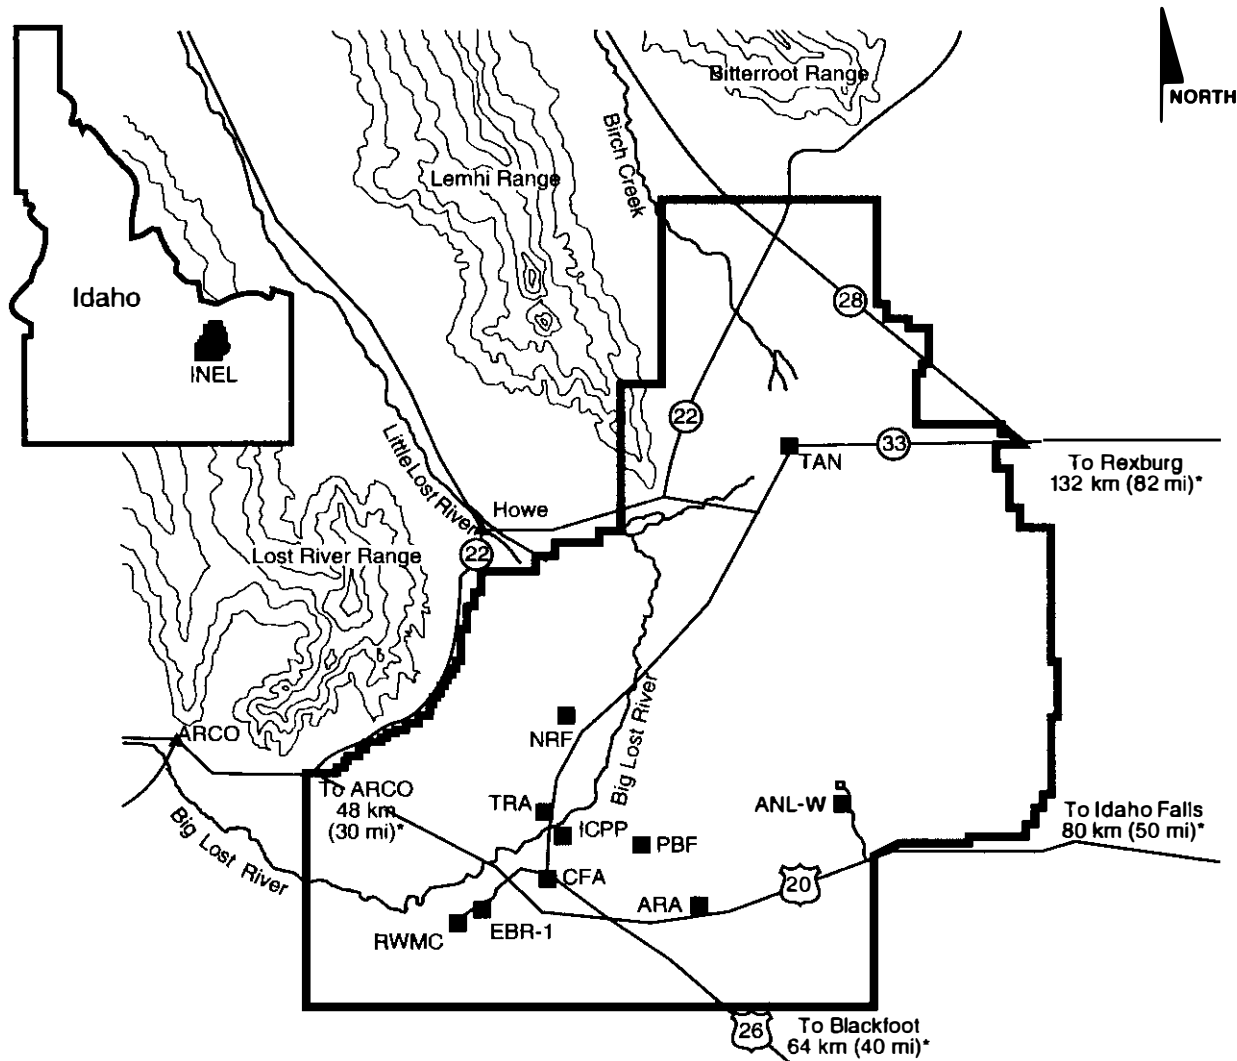 Bitterroot Range
NORTH
Birch Creek
Lemhi Range
Idaho
INEL
28
22
33
TAN
To Rexburg
132 km (82 mi)*
Little Lost River
Howe
22
Lost River Range
ARCO
NRF
Big Lost River
To ARCO
48 km
(30 mi)*
TRA
ICPP
PBF
ANL-W
To Idaho Falls
80 km (50 mi)*
Big Lost River
CFA
20
ARA
EBR-1
RWMC
26
To Blackfoot
64 km (40 mi)*